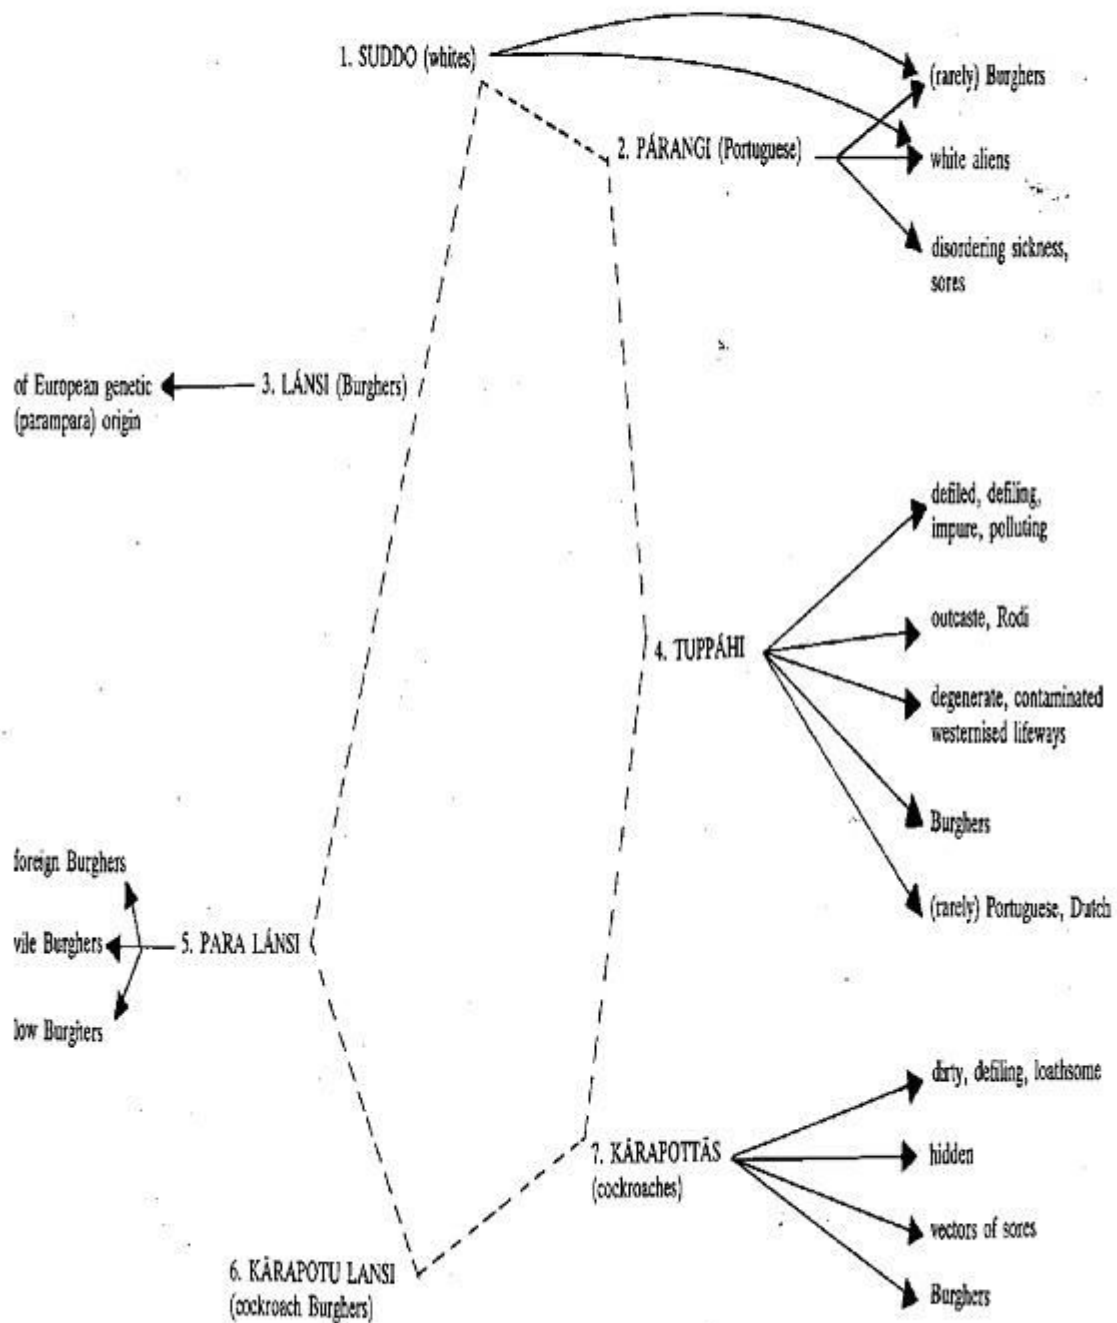 1. SUDDO (whites)
(rarely) Burghers
2. PÁRANGI (Portuguese)
white aliens
disordering sickness,
sores
of European genetic
(parampara) origin
3. LÁNSI (Burghers)
defiled, defiling,
impure, polluting
outcaste, Rodi
4. TUPPÁHI
degenerate, contaminated
westernised lifeways
Burghers
foreign Burghers
(rarely) Portuguese, Dutch
vile Burghers
5. PARA LÁNSI
low Burghers
dirty, defiling, loathsome
7. KÄRAPOTTÄS
(cockroaches)
hidden
vectors of sores
6. KÄRAPOTU LANSI
(cockroach Burghers)
Burghers